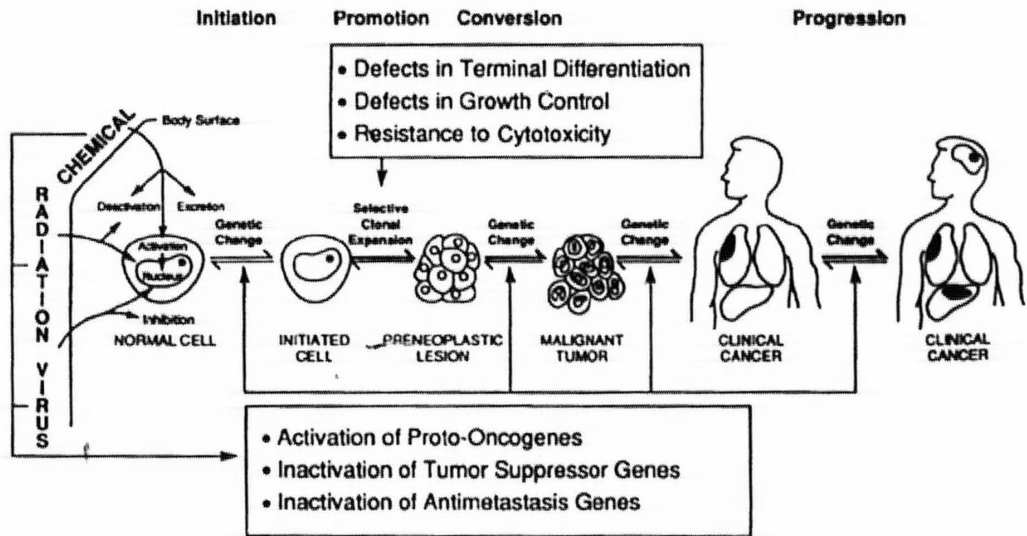 Initiation Promotion Conversion Progression
• Defects in Terminal Differentiation
• Defects in Growth Control
• Resistance to Cytotoxicity
CHEMICAL
Body Surface
RADIATION VIRUS
Deactivation
Excretion
Activation
Nucleus
Inhibition
NORMAL CELL
Genetic
Change
INITIATED
CELL
Selective
Clonal
Expansion
PRENEOPLASTIC
LESION
Genetic
Change
MALIGNANT
TUMOR
Genetic
Change
CLINICAL
CANCER
Genetic
Change
CLINICAL
CANCER
• Activation of Proto-Oncogenes
• Inactivation of Tumor Suppressor Genes
• Inactivation of Antimetastasis Genes